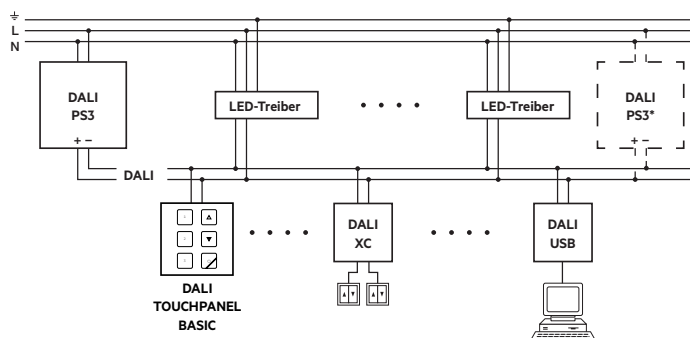 L
N
DALI
PS3
+ −
LED-Treiber
LED-Treiber
DALI
PS3*
+ −
DALI
DALI
TOUCHPANEL
BASIC
DALI
XC
DALI
USB